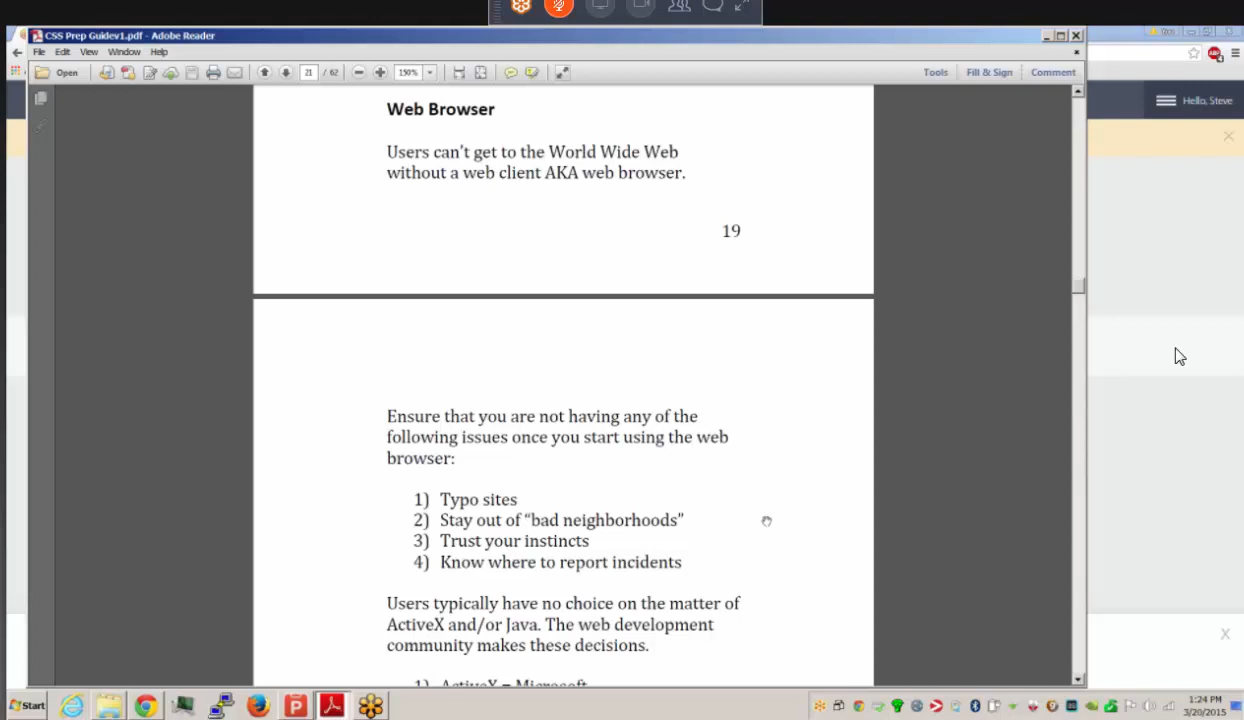 CSS Prep Guidev1.pdf - Adobe Reader
File Edit View Window Help
Open
21 / 62
150%
Tools Fill & Sign Comment
Hello, Steve
Web Browser
Users can't get to the World Wide Web
without a web client AKA web browser.
19
Ensure that you are not having any of the
following issues once you start using the web
browser:
1) Typo sites
2) Stay out of “bad neighborhoods”
3) Trust your instincts
4) Know where to report incidents
Users typically have no choice on the matter of
ActiveX and/or Java. The web development
community makes these decisions.
1) ActiveX = Microsoft
Start
1:24 PM
3/20/2015